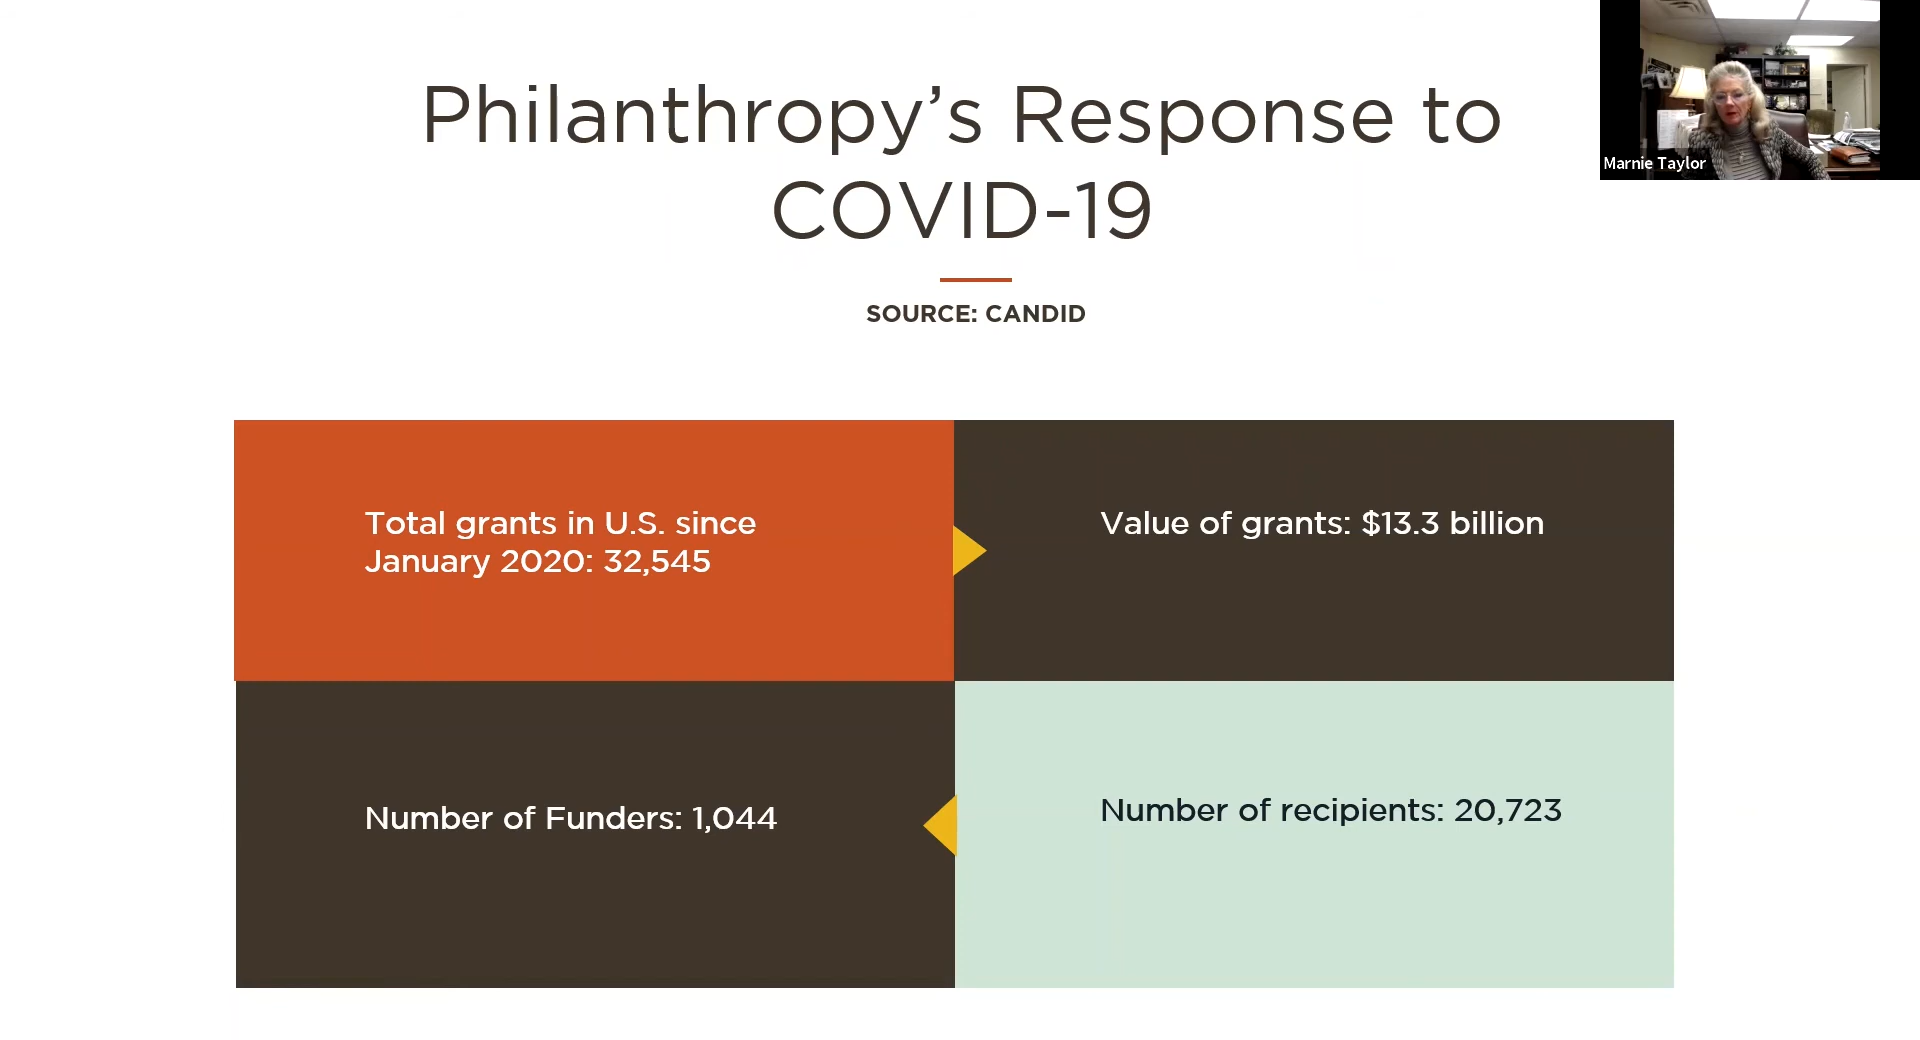 Philanthropy’s Response to
COVID-19
SOURCE: CANDID
Marnie Taylor
Total grants in U.S. since
January 2020: 32,545
Value of grants: $13.3 billion
Number of Funders: 1,044
Number of recipients: 20,723